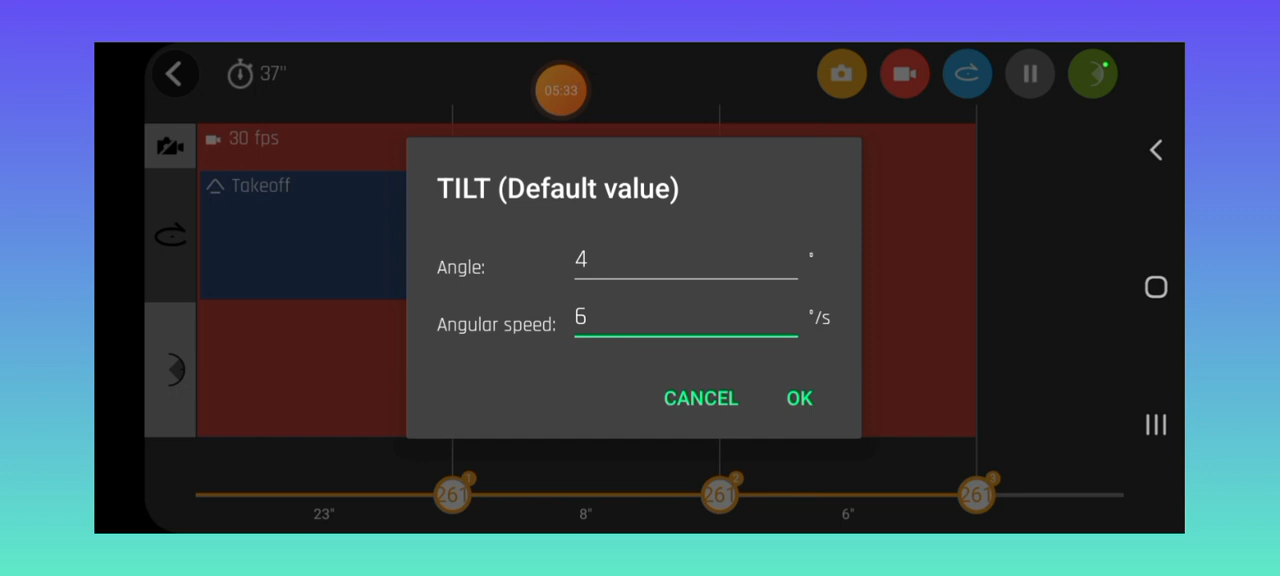 37"
05:33
30 fps
Takeoff
TILT (Default value)
Angle: 4 °
Angular speed: 6 °/s
CANCEL OK
1 2 3
261 261 261
23" 8" 6"